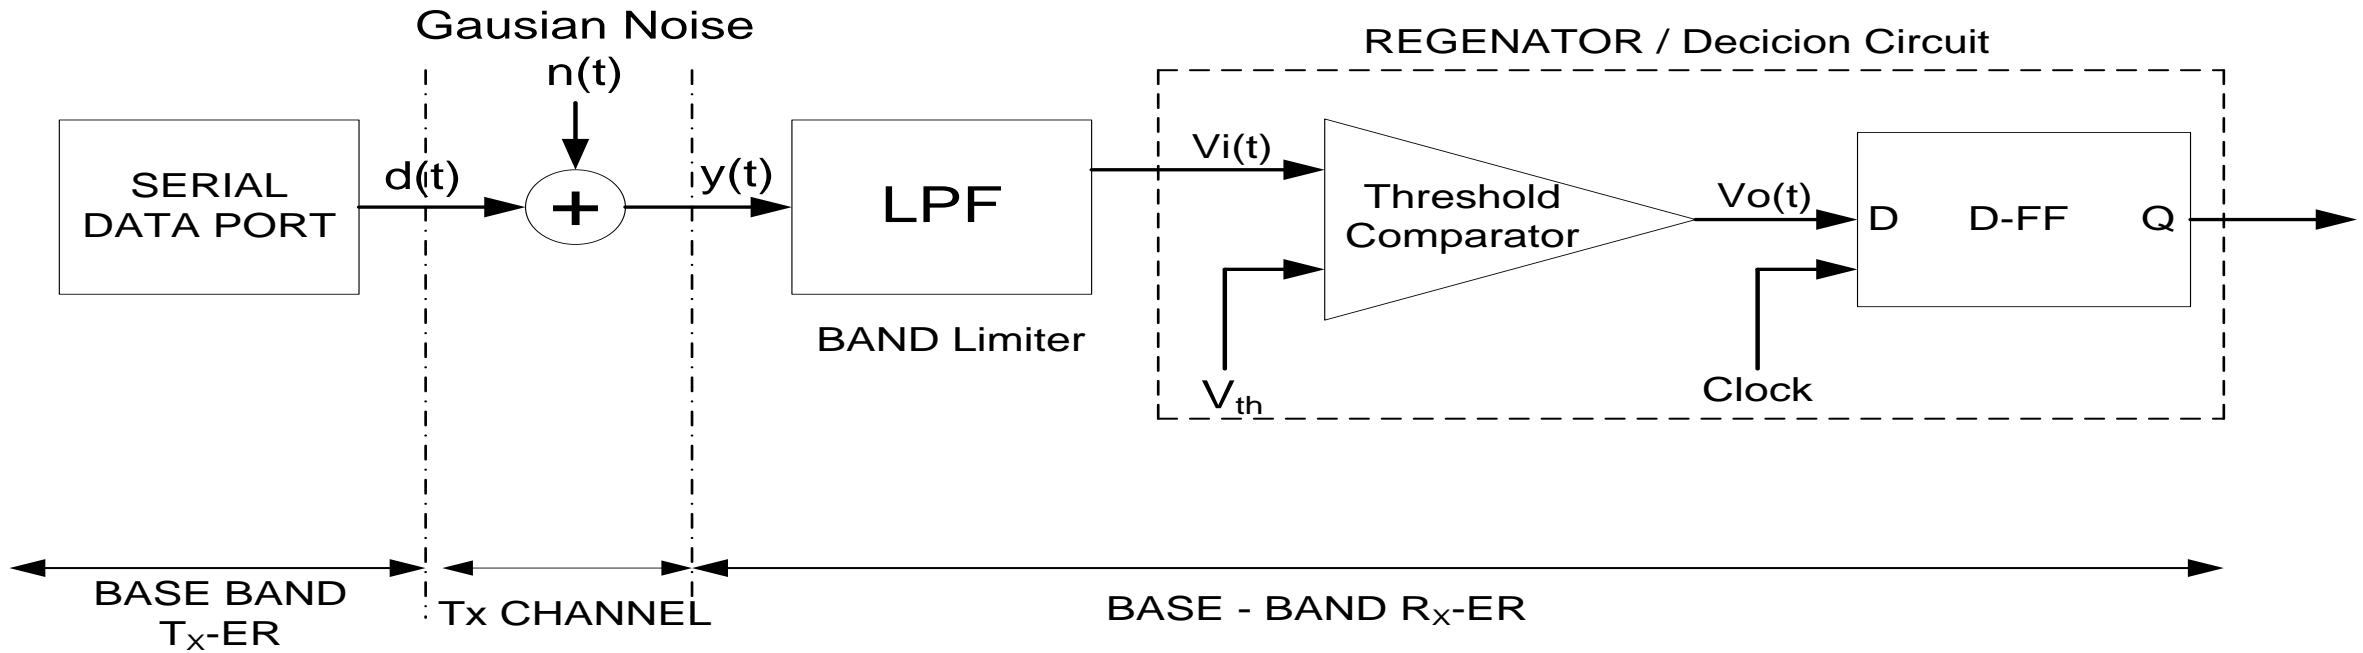 Gausian Noise
n(t)
REGENATOR / Decicion Circuit
SERIAL
DATA PORT
d(t)
+
y(t)
LPF
BAND Limiter
Vi(t)
Threshold
Comparator
Vth
Vo(t)
D
D-FF
Q
Clock
BASE BAND
TX-ER
Tx CHANNEL
BASE - BAND RX-ER